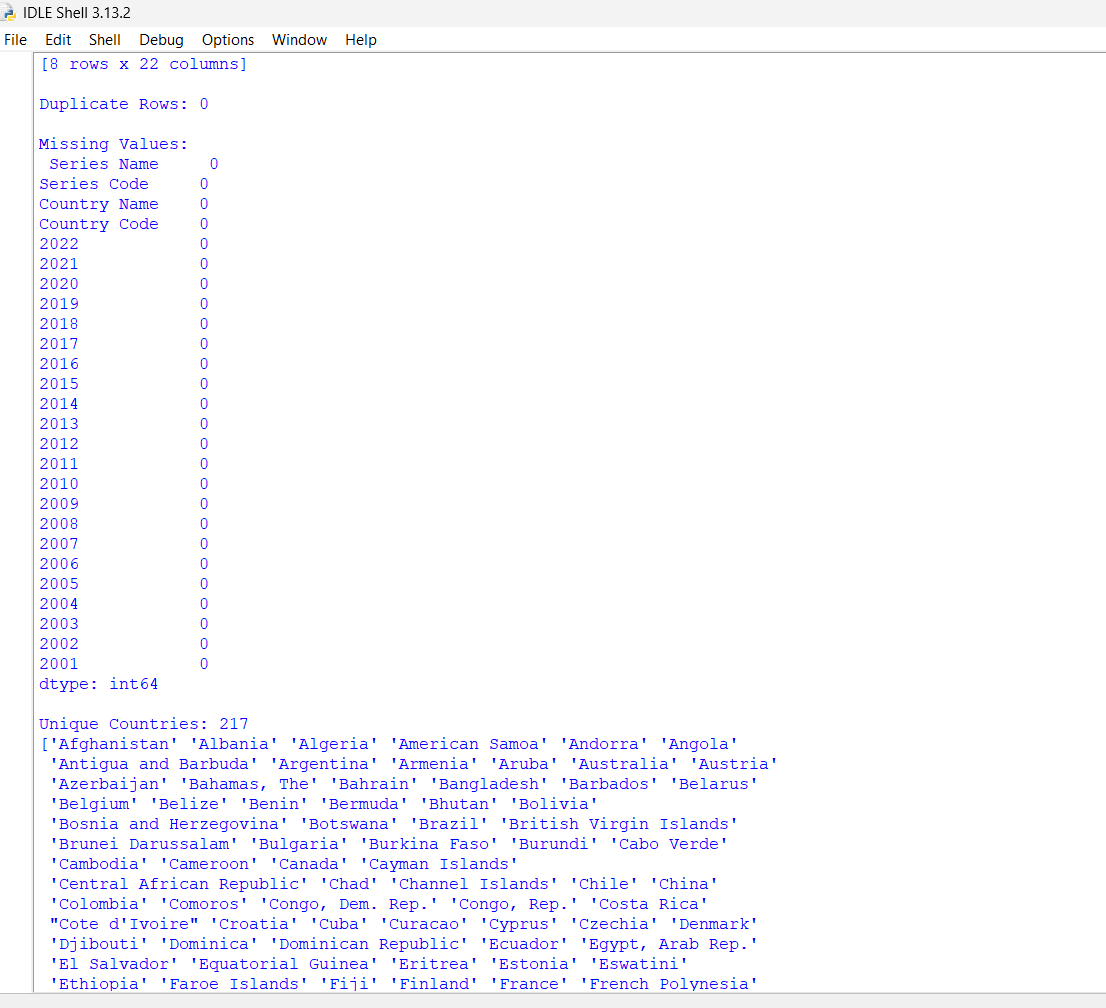 IDLE Shell 3.13.2
File Edit Shell Debug Options Window Help
[8 rows x 22 columns]
Duplicate Rows: 0
Missing Values:
 Series Name     0
Series Code     0
Country Name    0
Country Code    0
2022            0
2021            0
2020            0
2019            0
2018            0
2017            0
2016            0
2015            0
2014            0
2013            0
2012            0
2011            0
2010            0
2009            0
2008            0
2007            0
2006            0
2005            0
2004            0
2003            0
2002            0
2001            0
dtype: int64
Unique Countries: 217
['Afghanistan' 'Albania' 'Algeria' 'American Samoa' 'Andorra' 'Angola'
 'Antigua and Barbuda' 'Argentina' 'Armenia' 'Aruba' 'Australia' 'Austria'
 'Azerbaijan' 'Bahamas, The' 'Bahrain' 'Bangladesh' 'Barbados' 'Belarus'
 'Belgium' 'Belize' 'Benin' 'Bermuda' 'Bhutan' 'Bolivia'
 'Bosnia and Herzegovina' 'Botswana' 'Brazil' 'British Virgin Islands'
 'Brunei Darussalam' 'Bulgaria' 'Burkina Faso' 'Burundi' 'Cabo Verde'
 'Cambodia' 'Cameroon' 'Canada' 'Cayman Islands'
 'Central African Republic' 'Chad' 'Channel Islands' 'Chile' 'China'
 'Colombia' 'Comoros' 'Congo, Dem. Rep.' 'Congo, Rep.' 'Costa Rica'
 "Cote d'Ivoire" 'Croatia' 'Cuba' 'Curacao' 'Cyprus' 'Czechia' 'Denmark'
 'Djibouti' 'Dominica' 'Dominican Republic' 'Ecuador' 'Egypt, Arab Rep.'
 'El Salvador' 'Equatorial Guinea' 'Eritrea' 'Estonia' 'Eswatini'
 'Ethiopia' 'Faroe Islands' 'Fiji' 'Finland' 'France' 'French Polynesia'